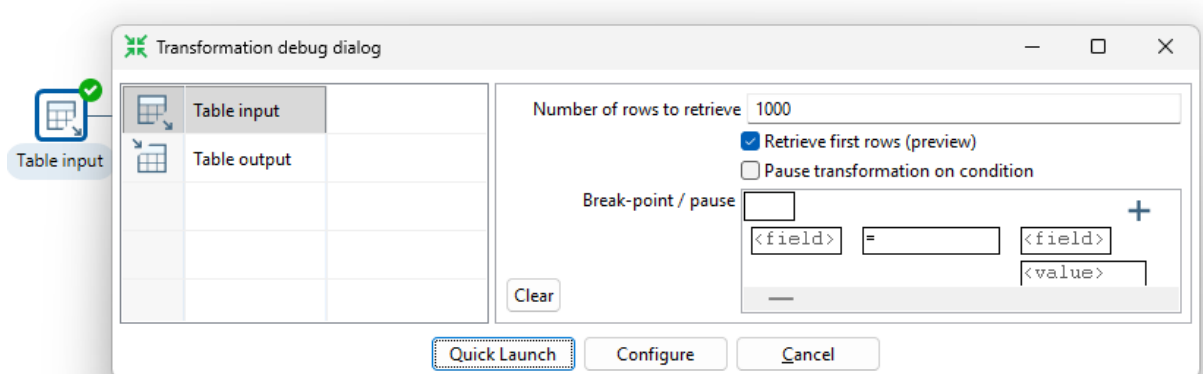 Transformation debug dialog
Table input
Table input
Table output
Number of rows to retrieve 1000
Retrieve first rows (preview)
Pause transformation on condition
Break-point / pause
<field> = <field>
<value>
Clear
Quick Launch Configure Cancel